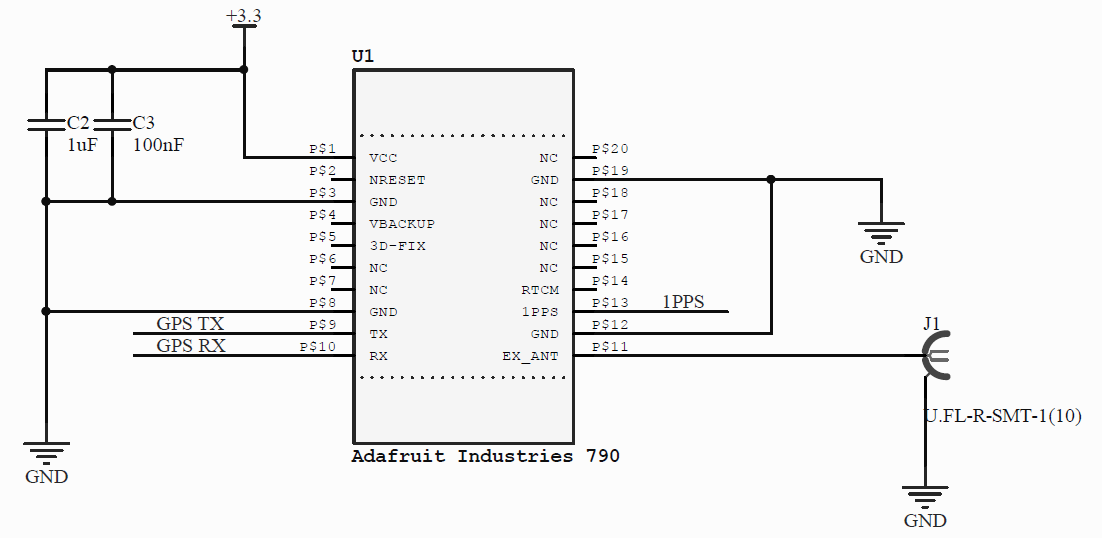 +3.3
U1
C2
1uF
C3
100nF
P$1 VCC NC P$20
P$2 NRESET GND P$19
P$3 GND NC P$18
P$4 VBACKUP NC P$17
P$5 3D-FIX NC P$16
P$6 NC NC P$15
P$7 NC RTCM P$14
P$8 GND 1PPS P$13 1PPS
GPS TX P$9 TX GND P$12
GPS RX P$10 RX EX_ANT P$11
GND
J1
U.FL-R-SMT-1(10)
Adafruit Industries 790
GND
GND